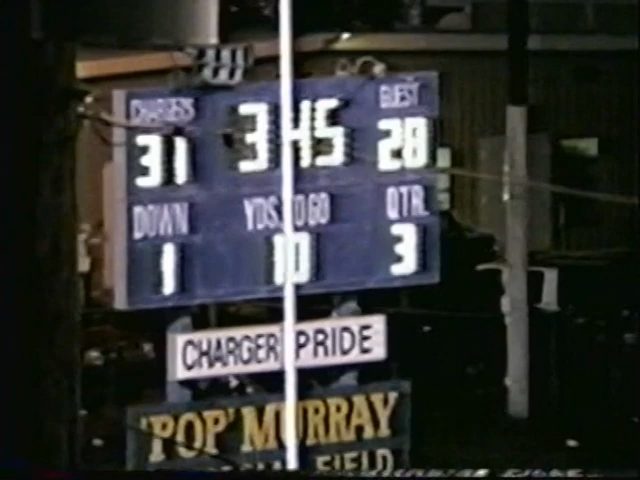 CHARGERS 3 45 GUEST
31 28
DOWN YDS. TO GO QTR.
1 10 3
CHARGER PRIDE
'POP' MURRAY
FIELD